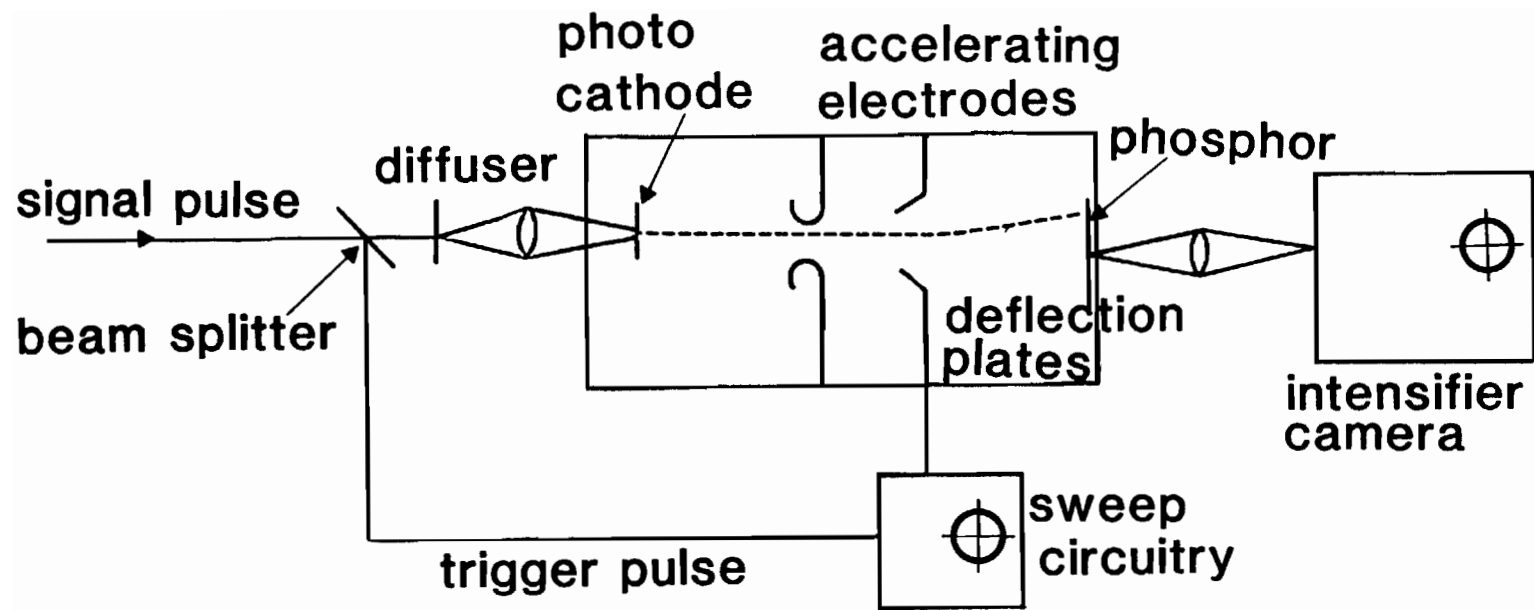 photo
cathode
accelerating
electrodes
phosphor
diffuser
signal pulse
beam splitter
deflection
plates
intensifier
camera
sweep
circuitry
trigger pulse